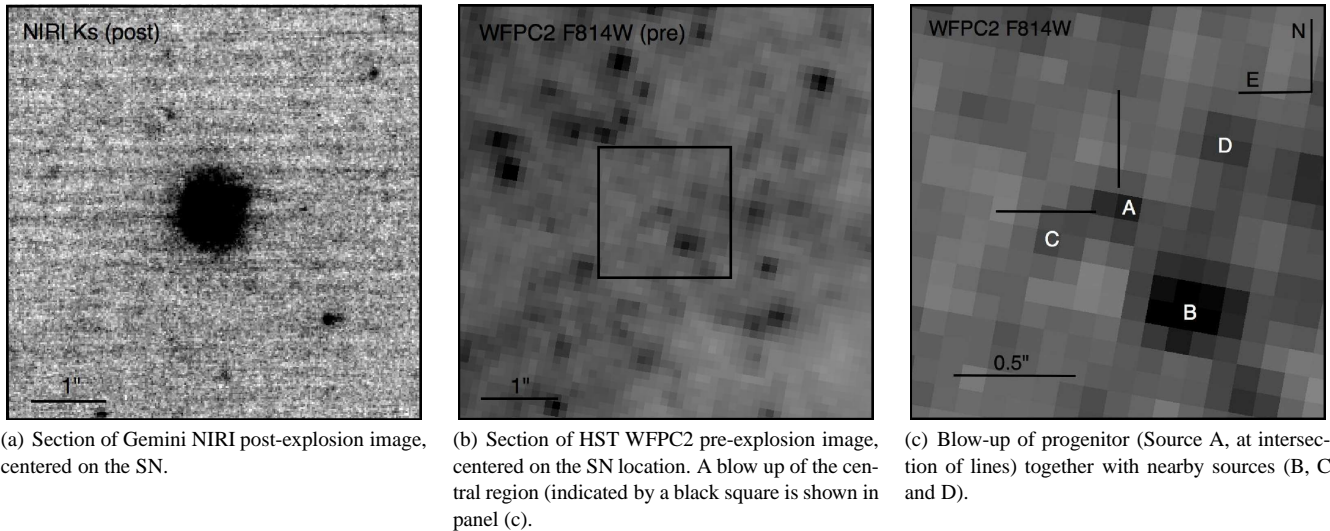 NIRI Ks (post)
1"
WFPC2 F814W (pre)
1"
WFPC2 F814W
N
E
D
A
C
B
0.5"
(a) Section of Gemini NIRI post-explosion image,
centered on the SN.
(b) Section of HST WFPC2 pre-explosion image,
centered on the SN location. A blow up of the cen-
tral region (indicated by a black square is shown in
panel (c).
(c) Blow-up of progenitor (Source A, at intersec-
tion of lines) together with nearby sources (B, C
and D).